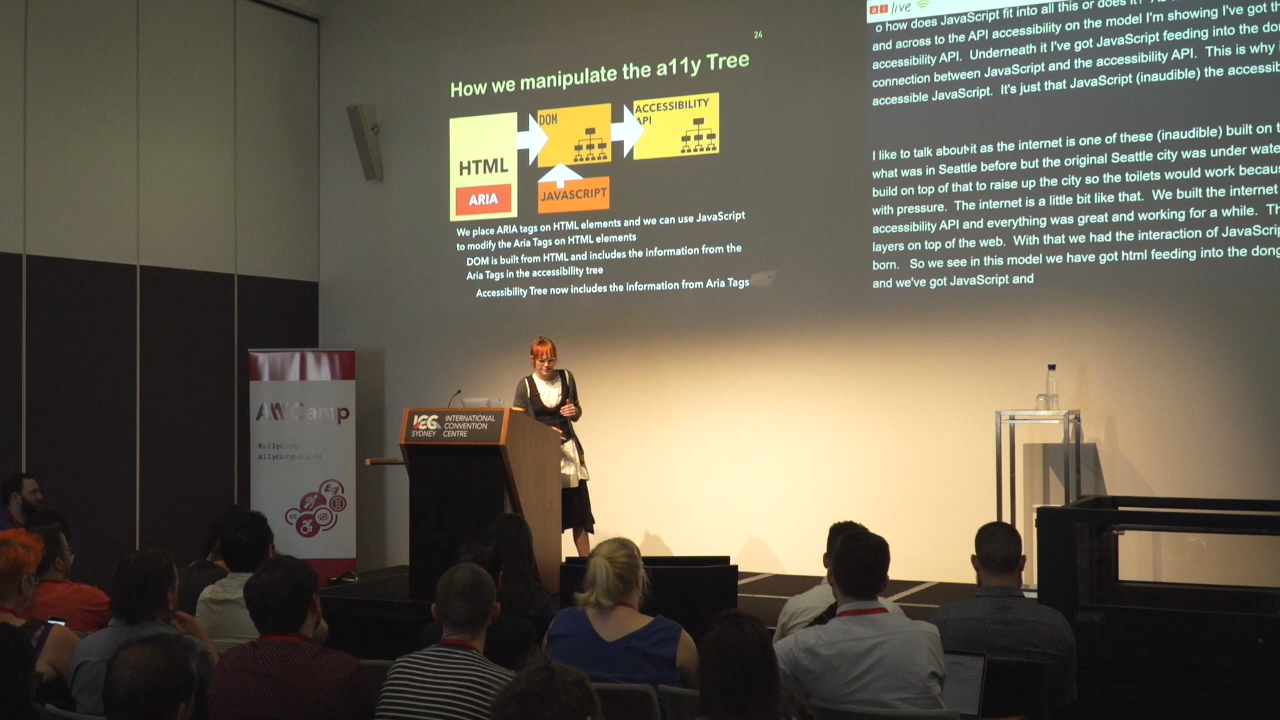 24
How we manipulate the a11y Tree
HTML
ARIA
DOM
ACCESSIBILITY
API
JAVASCRIPT
We place ARIA tags on HTML elements and we can use JavaScript
to modify the Aria Tags on HTML elements
DOM is built from HTML and includes the information from the
Aria Tags in the accessibility tree
Accessibility Tree now includes the information from Aria Tags
ai live
o how does JavaScript fit into all this or does it?
and across to the API accessibility on the model I'm showing I've got th
accessibility API. Underneath it I've got JavaScript feeding into the do
connection between JavaScript and the accessibility API. This is why
accessible JavaScript. It's just that JavaScript (inaudible) the accessib
I like to talk about it as the internet is one of these (inaudible) built on t
what was in Seattle before but the original Seattle city was under wate
build on top of that to raise up the city so the toilets would work becau
with pressure. The internet is a little bit like that. We built the internet
accessibility API and everything was great and working for a while. Th
layers on top of the web. With that we had the interaction of JavaScrip
born. So we see in this model we have got html feeding into the dong
and we've got JavaScript and
ICC
SYDNEY
INTERNATIONAL
CONVENTION
CENTRE
A11Y Camp
#a11ycamp
a11ycamp.org.au